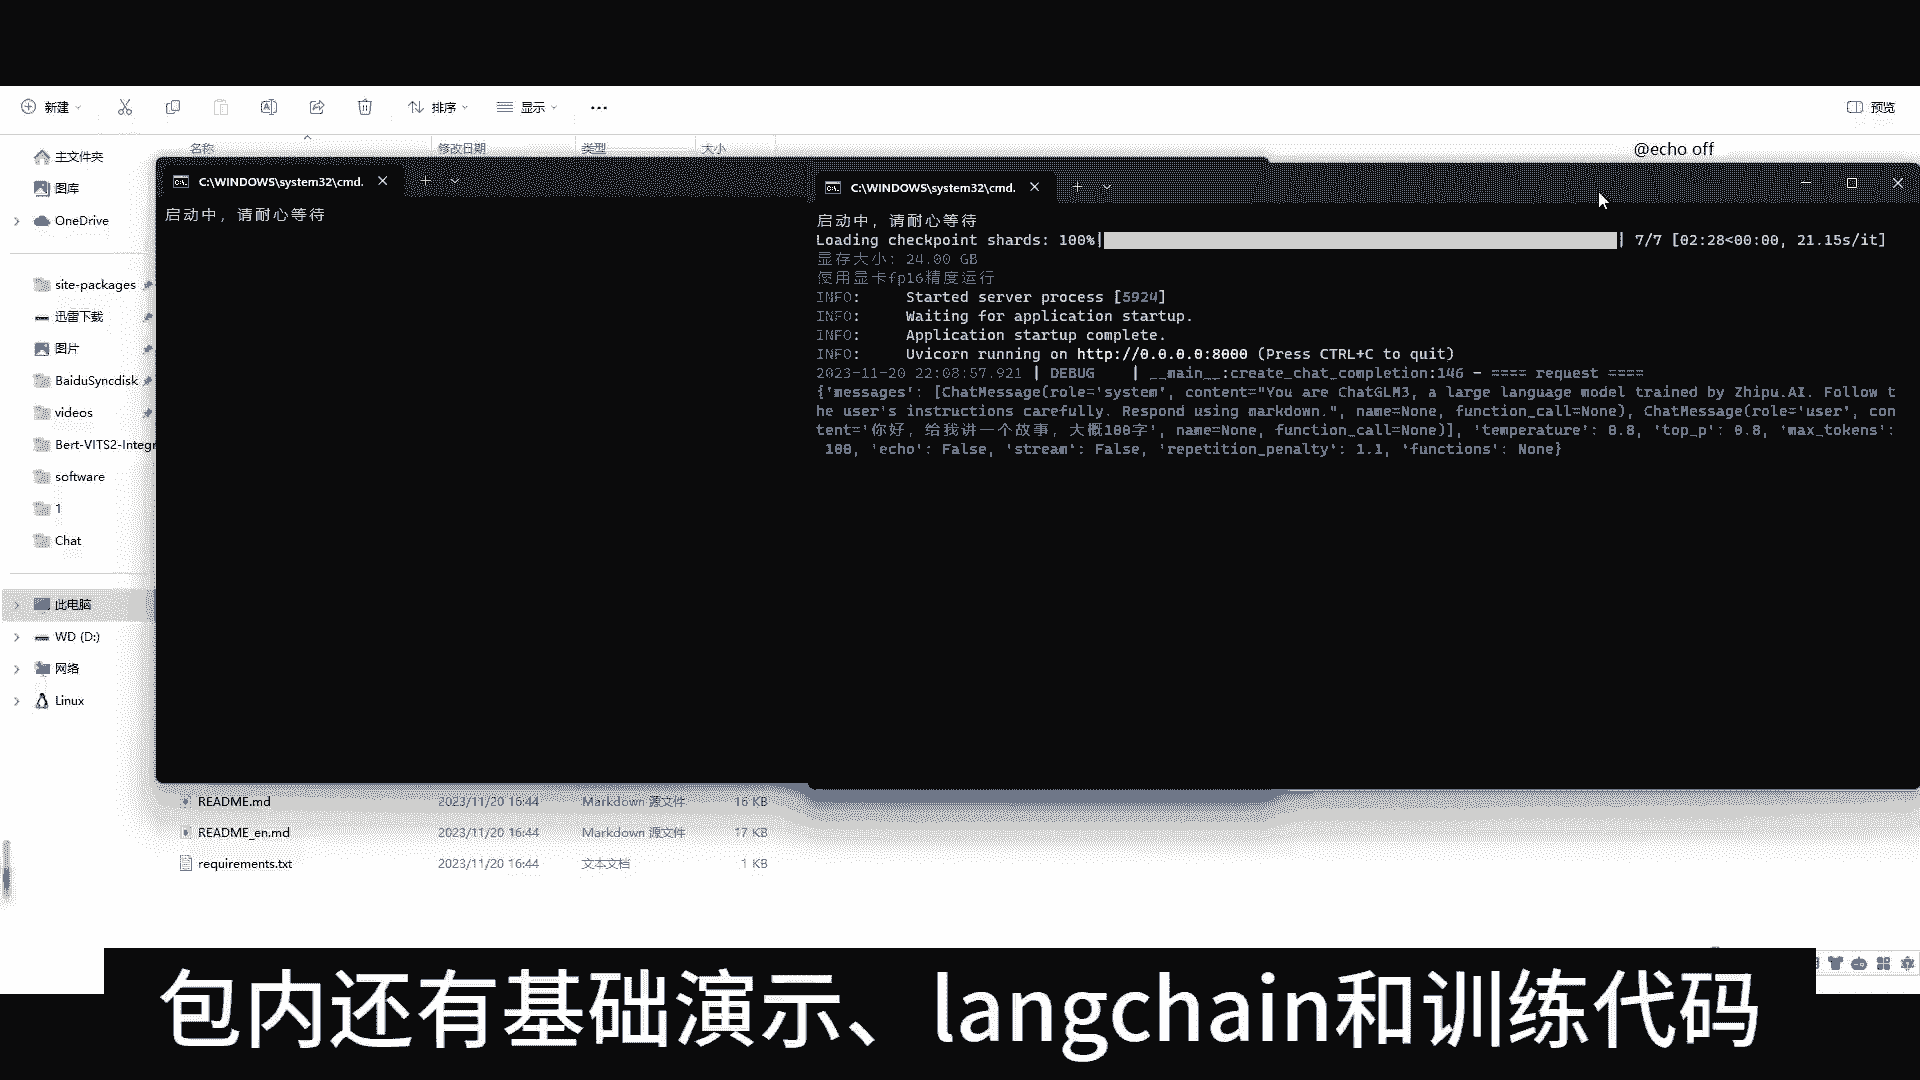 新建
排序
显示
预览
名称
修改日期
类型
大小
@echo off
主文件夹
图库
OneDrive
site-packages
迅雷下载
图片
BaiduSyncdisk
videos
Bert-VITS2-Integr
software
1
Chat
此电脑
WD (D:)
网络
Linux
C:\WINDOWS\system32\cmd.
启动中，请耐心等待
C:\WINDOWS\system32\cmd.
启动中，请耐心等待
Loading checkpoint shards: 100%| | 7/7 [02:28<00:00, 21.15s/it]
显存大小: 24.00 GB
使用显卡fp16精度运行
INFO: Started server process [5924]
INFO: Waiting for application startup.
INFO: Application startup complete.
INFO: Uvicorn running on http://0.0.0.0:8000 (Press CTRL+C to quit)
2023-11-20 22:08:57.921 | DEBUG | __main__:create_chat_completion:146 - ==== request ====
{'messages': [ChatMessage(role='system', content="You are ChatGLM3, a large language model trained by Zhipu.AI. Follow t
he user's instructions carefully. Respond using markdown.", name=None, function_call=None), ChatMessage(role='user', con
tent='你好，给我讲一个故事，大概100字', name=None, function_call=None)], 'temperature': 0.8, 'top_p': 0.8, 'max_tokens':
100, 'echo': False, 'stream': False, 'repetition_penalty': 1.1, 'functions': None}
README.md 2023/11/20 16:44 Markdown 源文件 16 KB
README_en.md 2023/11/20 16:44 Markdown 源文件 17 KB
requirements.txt 2023/11/20 16:44 文本文档 1 KB
包内还有基础演示、langchain和训练代码